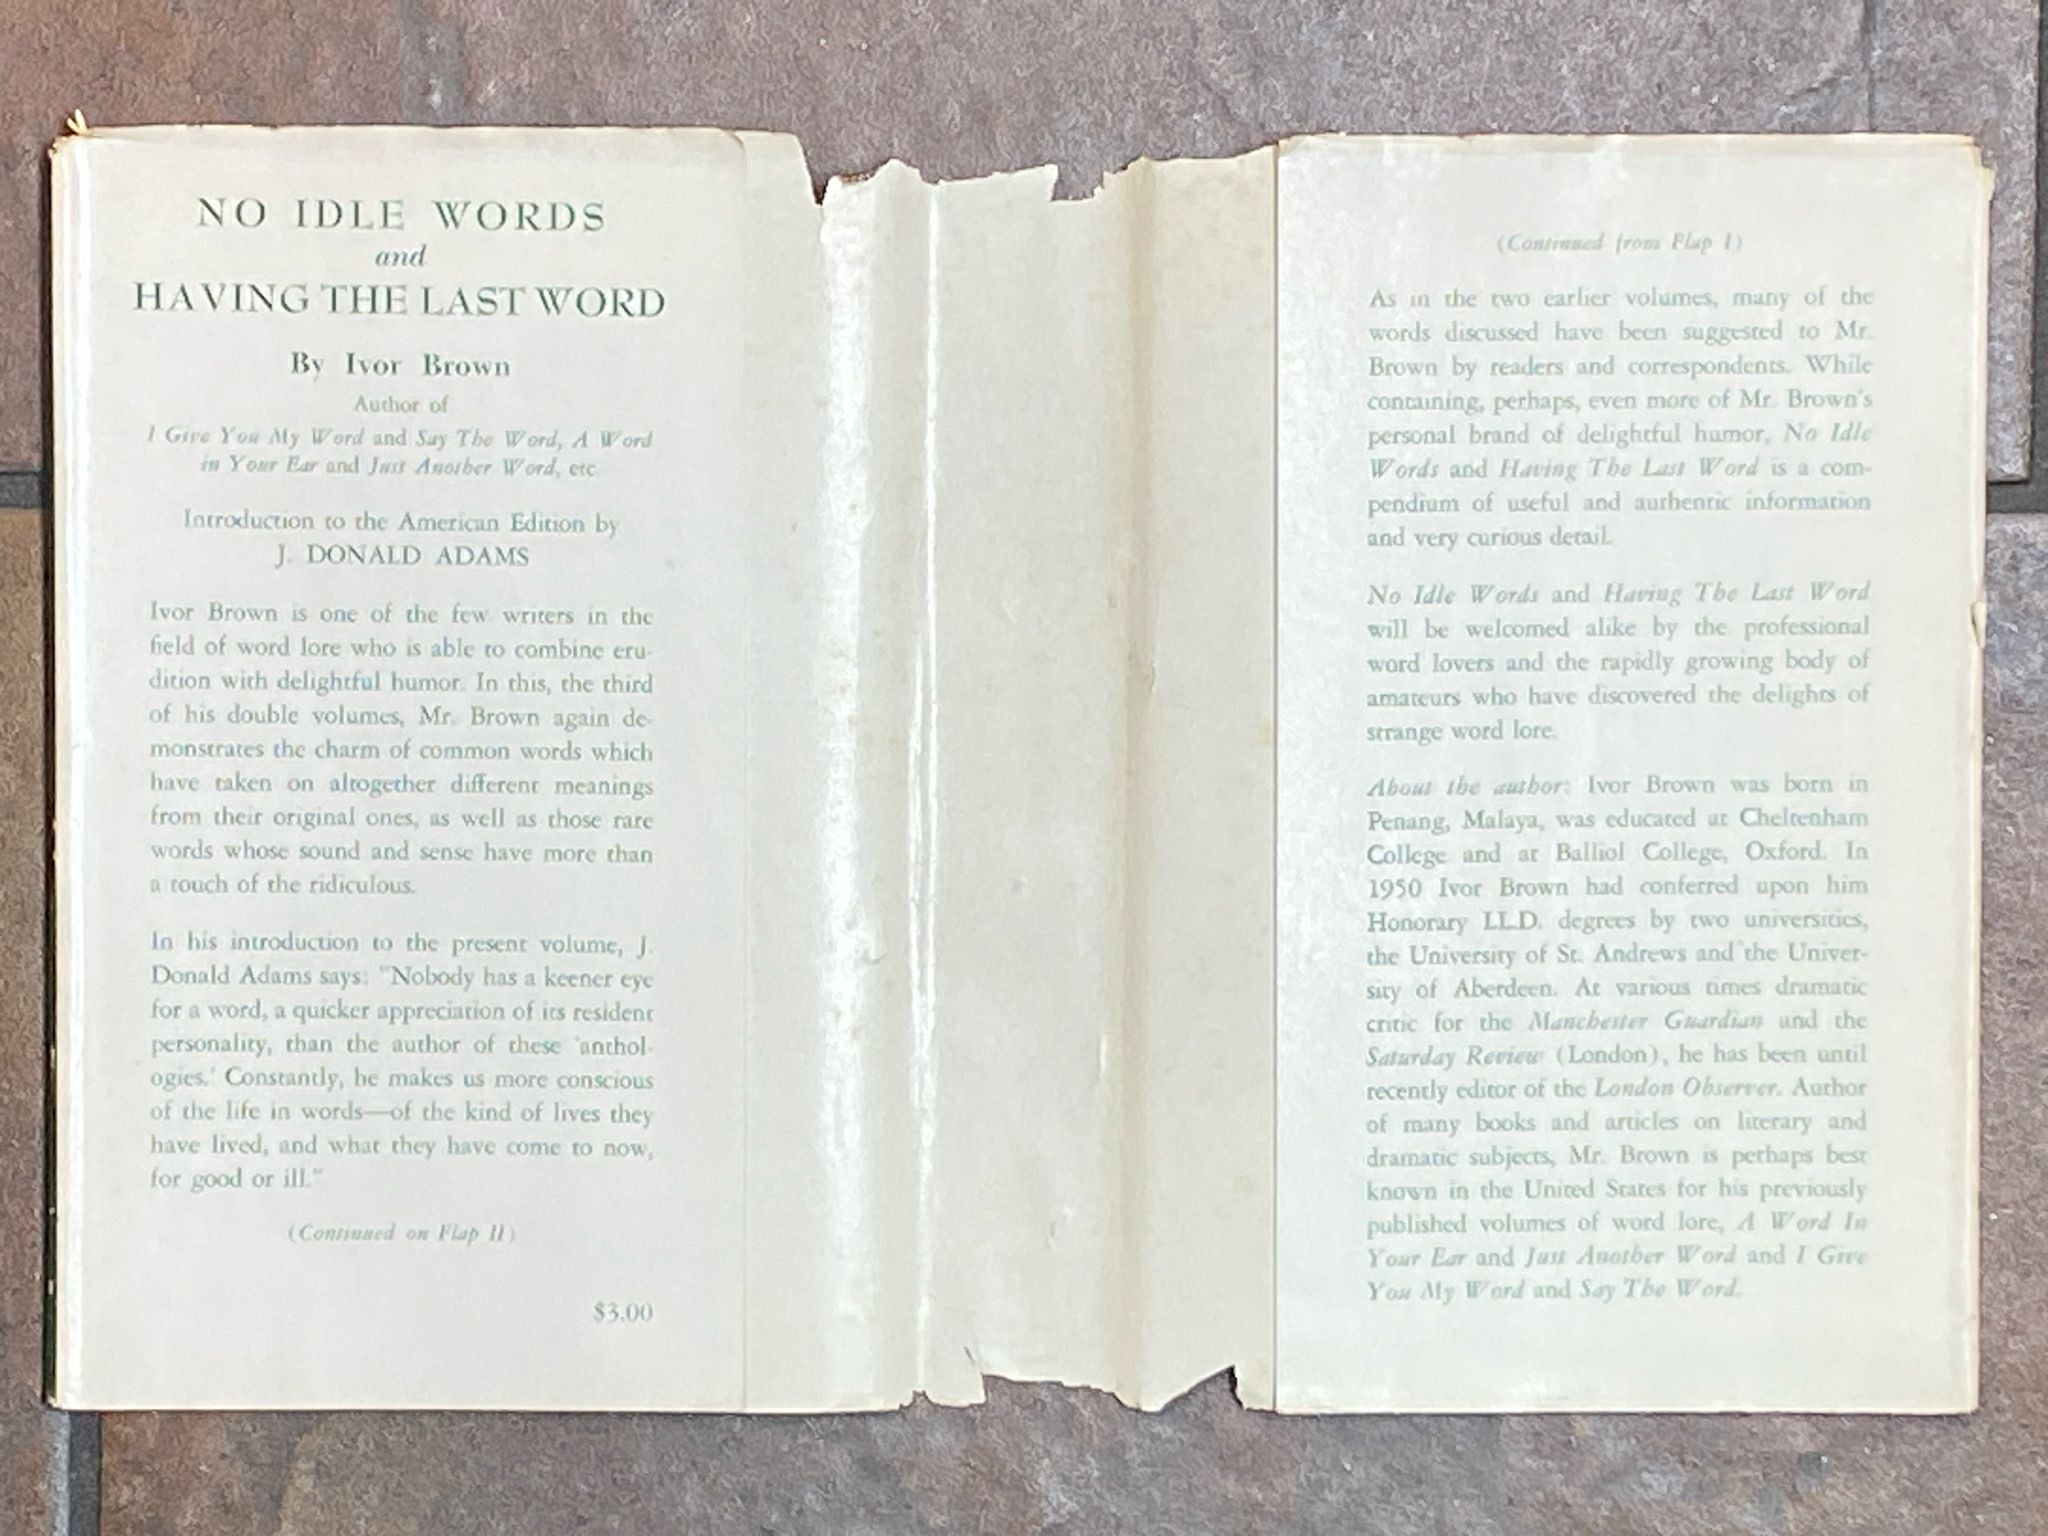 NO IDLE WORDS
and
HAVING THE LAST WORD
By Ivor Brown
Author of
I Give You My Word and Say The Word, A Word
in Your Ear and Just Another Word, etc.
Introduction to the American Edition by
J. DONALD ADAMS
Ivor Brown is one of the few writers in the
field of word lore who is able to combine eru-
dition with delightful humor. In this, the third
of his double volumes, Mr. Brown again de-
monstrates the charm of common words which
have taken on altogether different meanings
from their original ones, as well as those rare
words whose sound and sense have more than
a touch of the ridiculous.
In his introduction to the present volume, J.
Donald Adams says: "Nobody has a keener eye
for a word, a quicker appreciation of its resident
personality, than the author of these 'anthol-
ogies.' Constantly, he makes us more conscious
of the life in words—of the kind of lives they
have lived, and what they have come to now,
for good or ill."
(Continued on Flap II)
$3.00
(Continued from Flap I)
As in the two earlier volumes, many of the
words discussed have been suggested to Mr.
Brown by readers and correspondents. While
containing, perhaps, even more of Mr. Brown's
personal brand of delightful humor, No Idle
Words and Having The Last Word is a com-
pendium of useful and authentic information
and very curious detail.
No Idle Words and Having The Last Word
will be welcomed alike by the professional
word lovers and the rapidly growing body of
amateurs who have discovered the delights of
strange word lore.
About the author: Ivor Brown was born in
Penang, Malaya, was educated at Cheltenham
College and at Balliol College, Oxford. In
1950 Ivor Brown had conferred upon him
Honorary LL.D. degrees by two universities,
the University of St. Andrews and the Univer-
sity of Aberdeen. At various times dramatic
critic for the Manchester Guardian and the
Saturday Review (London), he has been until
recently editor of the London Observer. Author
of many books and articles on literary and
dramatic subjects, Mr. Brown is perhaps best
known in the United States for his previously
published volumes of word lore, A Word In
Your Ear and Just Another Word and I Give
You My Word and Say The Word.